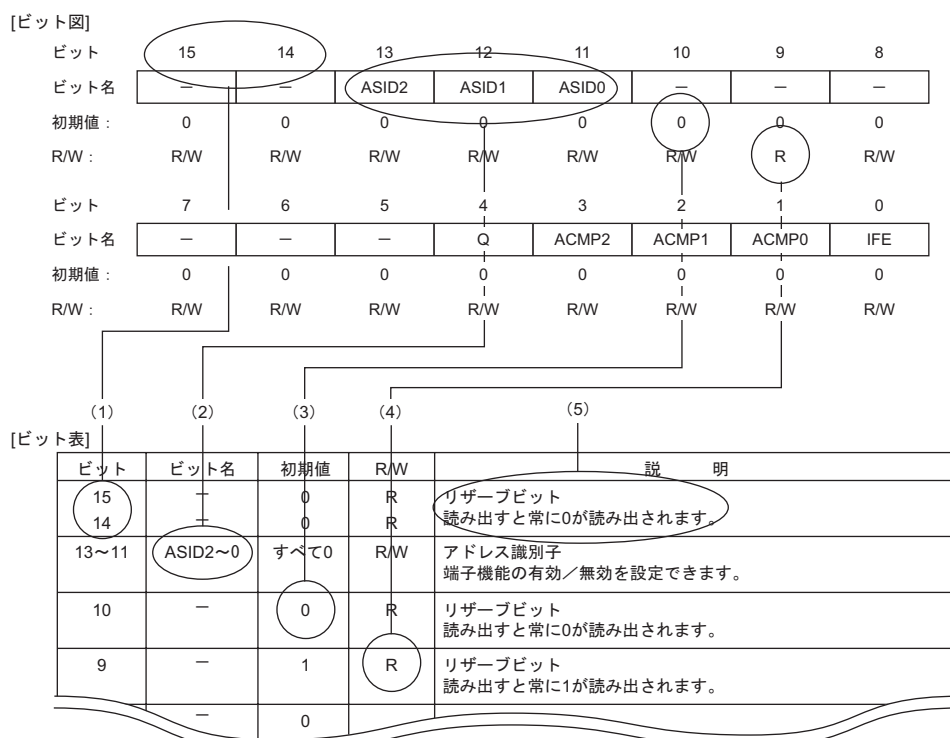 [ビット図]
ビット 15 14 13 12 11 10 9 8
ビット名 － － ASID2 ASID1 ASID0 － － －
初期値： 0 0 0 0 0 0 0 0
R/W： R/W R/W R/W R/W R/W R/W R R/W
ビット 7 6 5 4 3 2 1 0
ビット名 － － － Q ACMP2 ACMP1 ACMP0 IFE
初期値： 0 0 0 0 0 0 0 0
R/W： R/W R/W R/W R/W R/W R/W R/W R/W
（1） （2） （3） （4） （5）
[ビット表]
ビット ビット名 初期値 R/W 説 明
15 － 0 R リザーブビット
14 － 0 R 読み出すと常に0が読み出されます。
13～11 ASID2～0 すべて0 R/W アドレス識別子
端子機能の有効／無効を設定できます。
10 － 0 R リザーブビット
読み出すと常に0が読み出されます。
9 － 1 R リザーブビット
読み出すと常に1が読み出されます。
－ 0